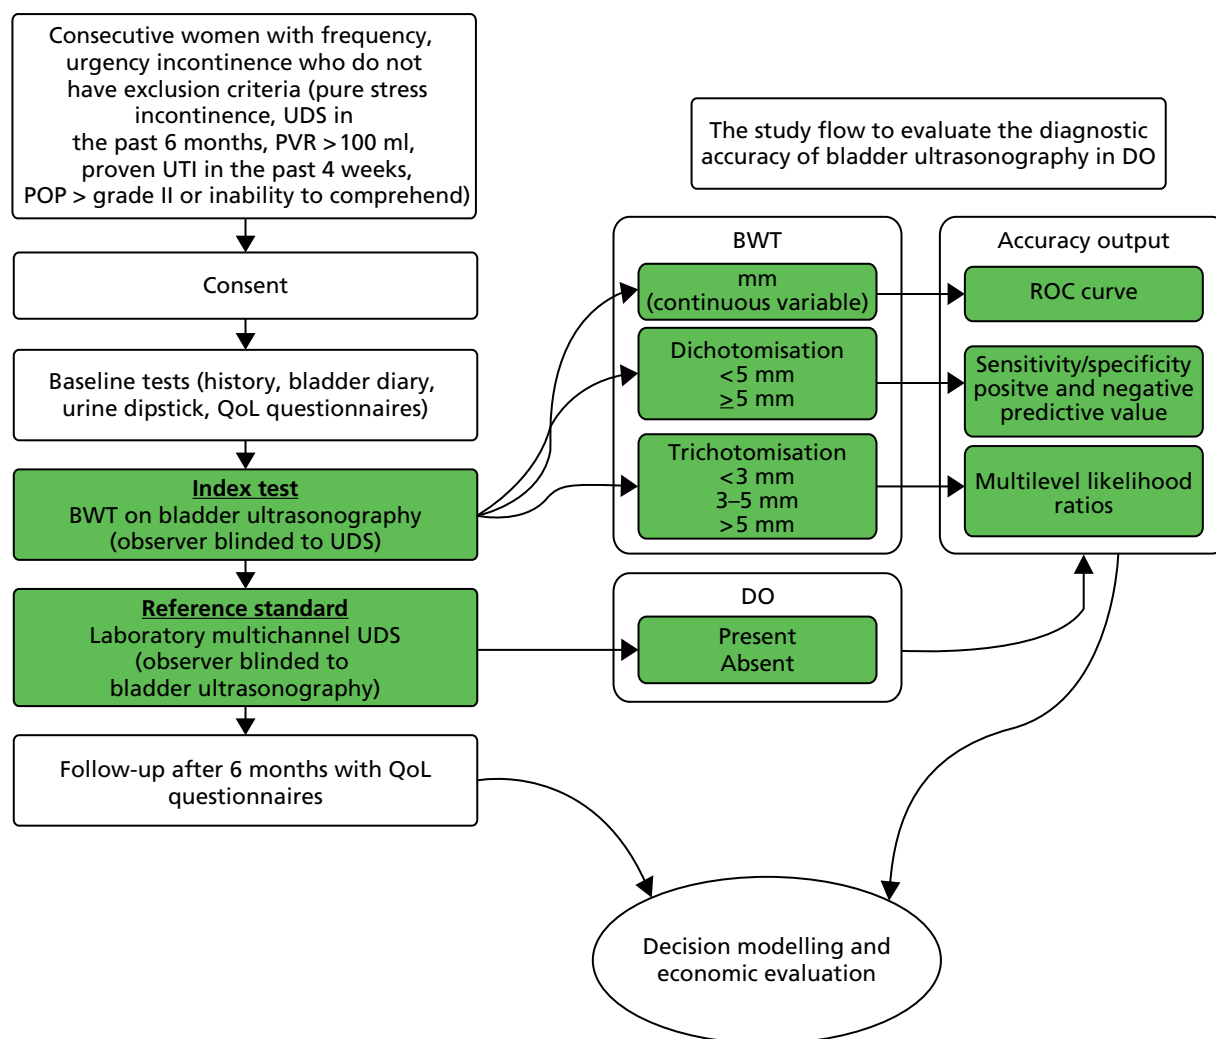 Consecutive women with frequency,
urgency incontinence who do not
have exclusion criteria (pure stress
incontinence, UDS in
the past 6 months, PVR >100 ml,
proven UTI in the past 4 weeks,
POP > grade II or inability to comprehend)
Consent
Baseline tests (history, bladder diary,
urine dipstick, QoL questionnaires)
Index test
BWT on bladder ultrasonography
(observer blinded to UDS)
Reference standard
Laboratory multichannel UDS
(observer blinded to
bladder ultrasonography)
Follow-up after 6 months with QoL
questionnaires
The study flow to evaluate the diagnostic
accuracy of bladder ultrasonography in DO
BWT
mm
(continuous variable)
Dichotomisation
<5 mm
≥5 mm
Trichotomisation
<3 mm
3–5 mm
>5 mm
DO
Present
Absent
Accuracy output
ROC curve
Sensitivity/specificity
positve and negative
predictive value
Multilevel likelihood
ratios
Decision modelling and
economic evaluation